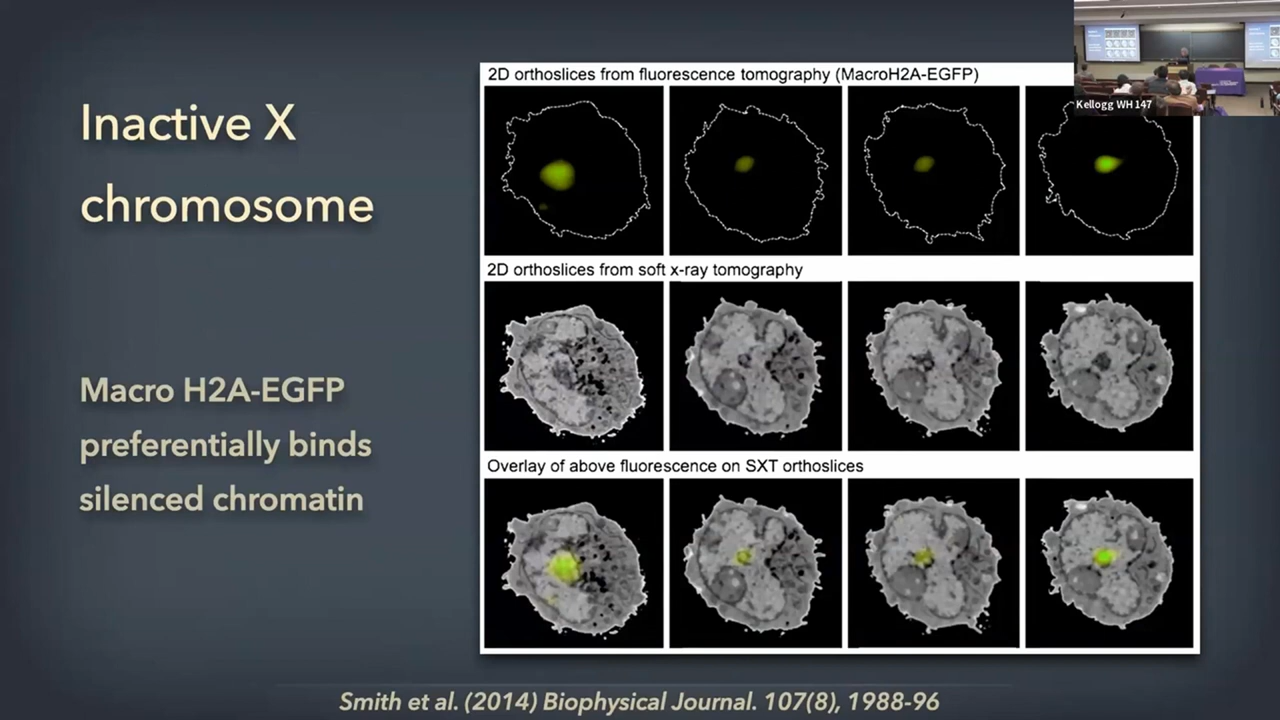 Inactive X
chromosome
Macro H2A-EGFP
preferentially binds
silenced chromatin
2D orthoslices from fluorescence tomography (MacroH2A-EGFP)
2D orthoslices from soft x-ray tomography
Overlay of above fluorescence on SXT orthoslices
Kellogg WH 147
Smith et al. (2014) Biophysical Journal. 107(8), 1988-96